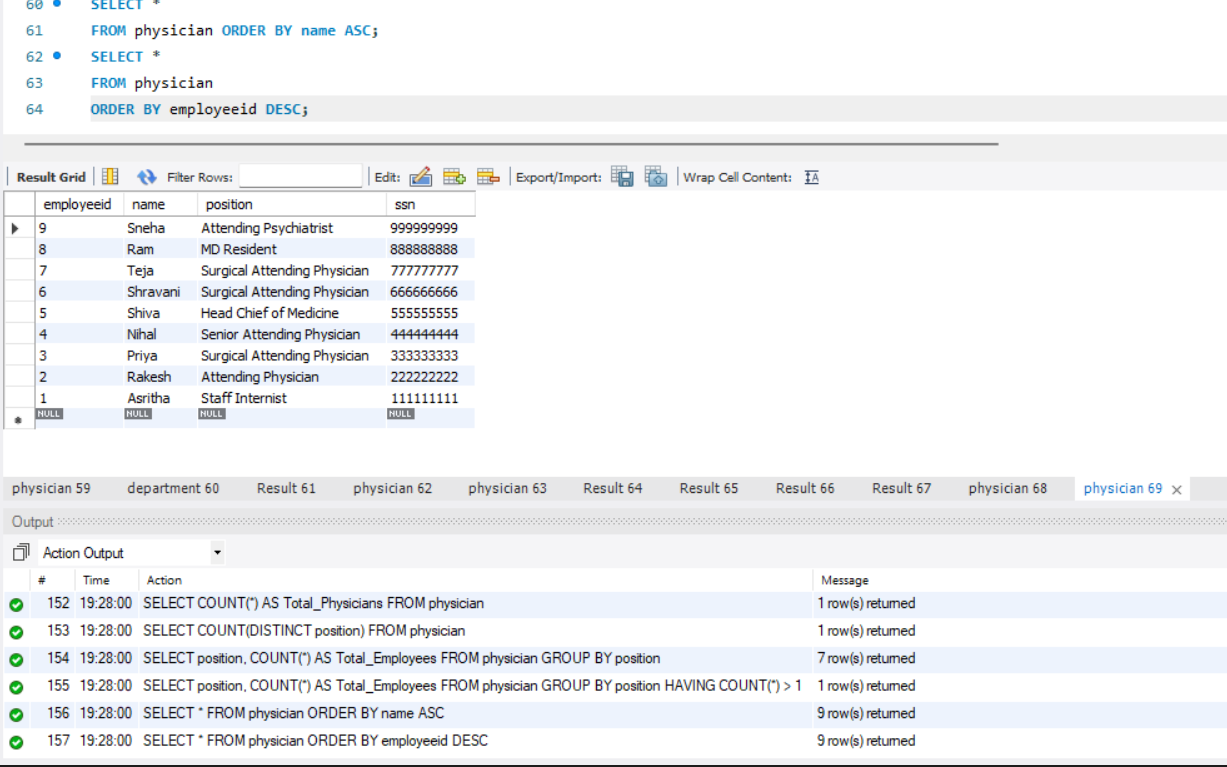 60 SELECT *
61 FROM physician ORDER BY name ASC;
62 SELECT *
63 FROM physician
64 ORDER BY employeeid DESC;
Result Grid Filter Rows: Edit: Export/Import: Wrap Cell Content: IA
employeeid name position ssn
9 Sneha Attending Psychiatrist 999999999
8 Ram MD Resident 888888888
7 Teja Surgical Attending Physician 777777777
6 Shravani Surgical Attending Physician 666666666
5 Shiva Head Chief of Medicine 555555555
4 Nihal Senior Attending Physician 444444444
3 Priya Surgical Attending Physician 333333333
2 Rakesh Attending Physician 222222222
1 Asritha Staff Internist 111111111
NULL NULL NULL NULL
physician 59 department 60 Result 61 physician 62 physician 63 Result 64 Result 65 Result 66 Result 67 physician 68 physician 69
Output
Action Output
# Time Action Message
152 19:28:00 SELECT COUNT(*) AS Total_Physicians FROM physician 1 row(s) returned
153 19:28:00 SELECT COUNT(DISTINCT position) FROM physician 1 row(s) returned
154 19:28:00 SELECT position, COUNT(*) AS Total_Employees FROM physician GROUP BY position 7 row(s) returned
155 19:28:00 SELECT position, COUNT(*) AS Total_Employees FROM physician GROUP BY position HAVING COUNT(*) > 1 1 row(s) returned
156 19:28:00 SELECT * FROM physician ORDER BY name ASC 9 row(s) returned
157 19:28:00 SELECT * FROM physician ORDER BY employeeid DESC 9 row(s) returned